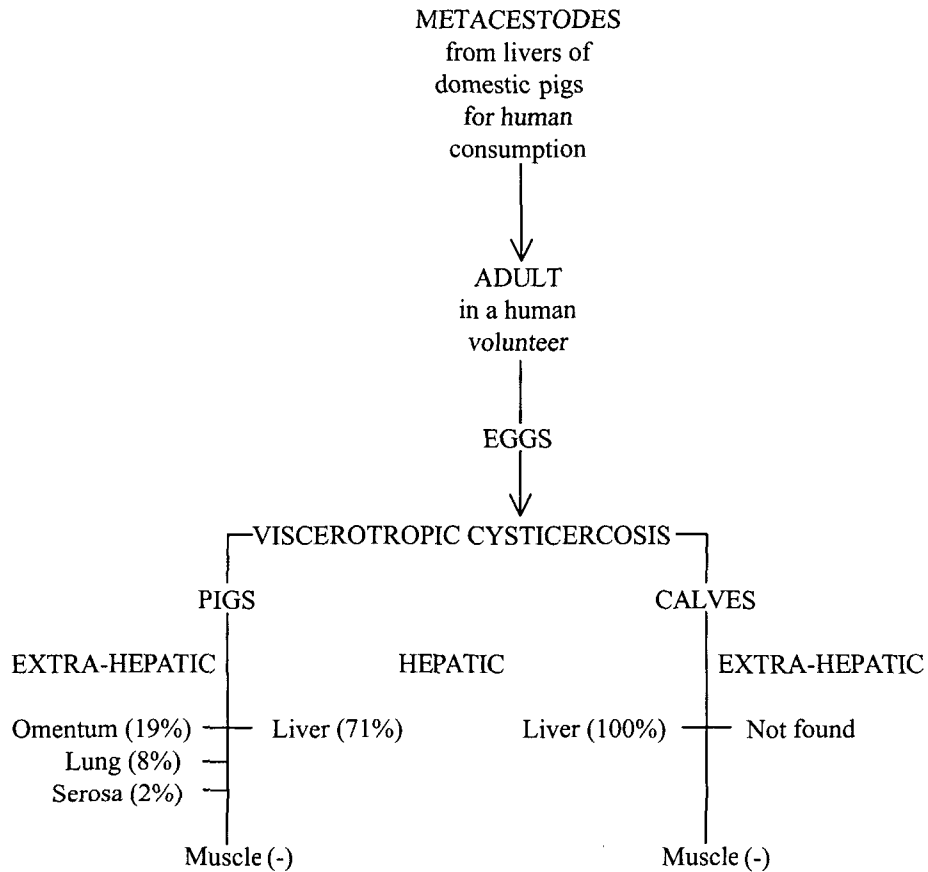 METACESTODES
from livers of
domestic pigs
for human
consumption
ADULT
in a human
volunteer
EGGS
VISCEROTROPIC CYSTICERCOSIS
PIGS
CALVES
EXTRA-HEPATIC
HEPATIC
EXTRA-HEPATIC
Omentum (19%)
Liver (71%)
Liver (100%)
Not found
Lung (8%)
Serosa (2%)
Muscle (-)
Muscle (-)